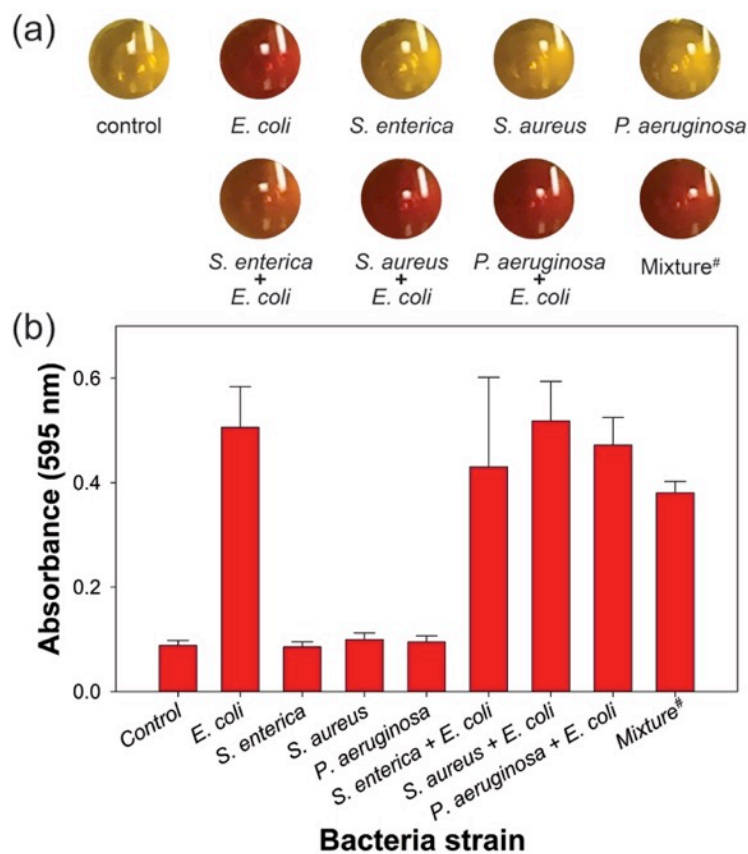 (a)
control
E. coli
S. enterica
S. aureus
P. aeruginosa
S. enterica
+
E. coli
S. aureus
+
E. coli
P. aeruginosa
+
E. coli
Mixture#
(b)
Absorbance (595 nm)
0.6
0.4
0.2
0.0
Control
E. coli
S. enterica
S. aureus
P. aeruginosa
S. enterica + E. coli
S. aureus + E. coli
P. aeruginosa + E. coli
Mixture#
Bacteria strain